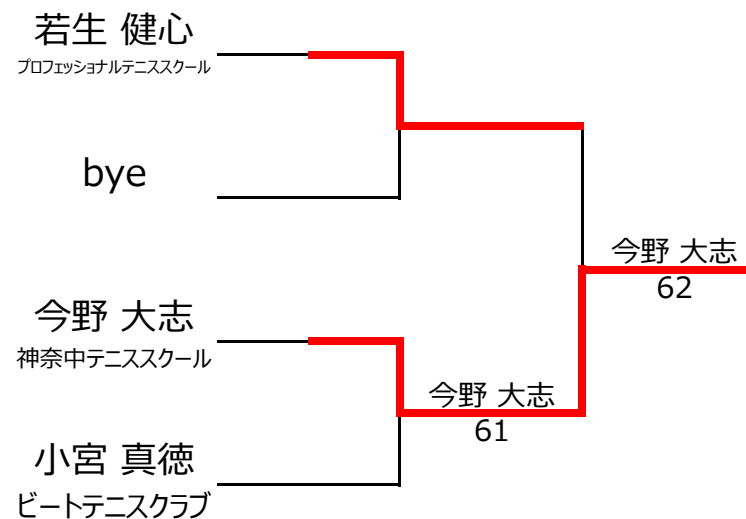 若生 健心
プロフェッショナルテニススクール
bye
今野 大志
62
今野 大志
神奈中テニススクール
今野 大志
61
小宮 真徳
ビートテニスクラブ